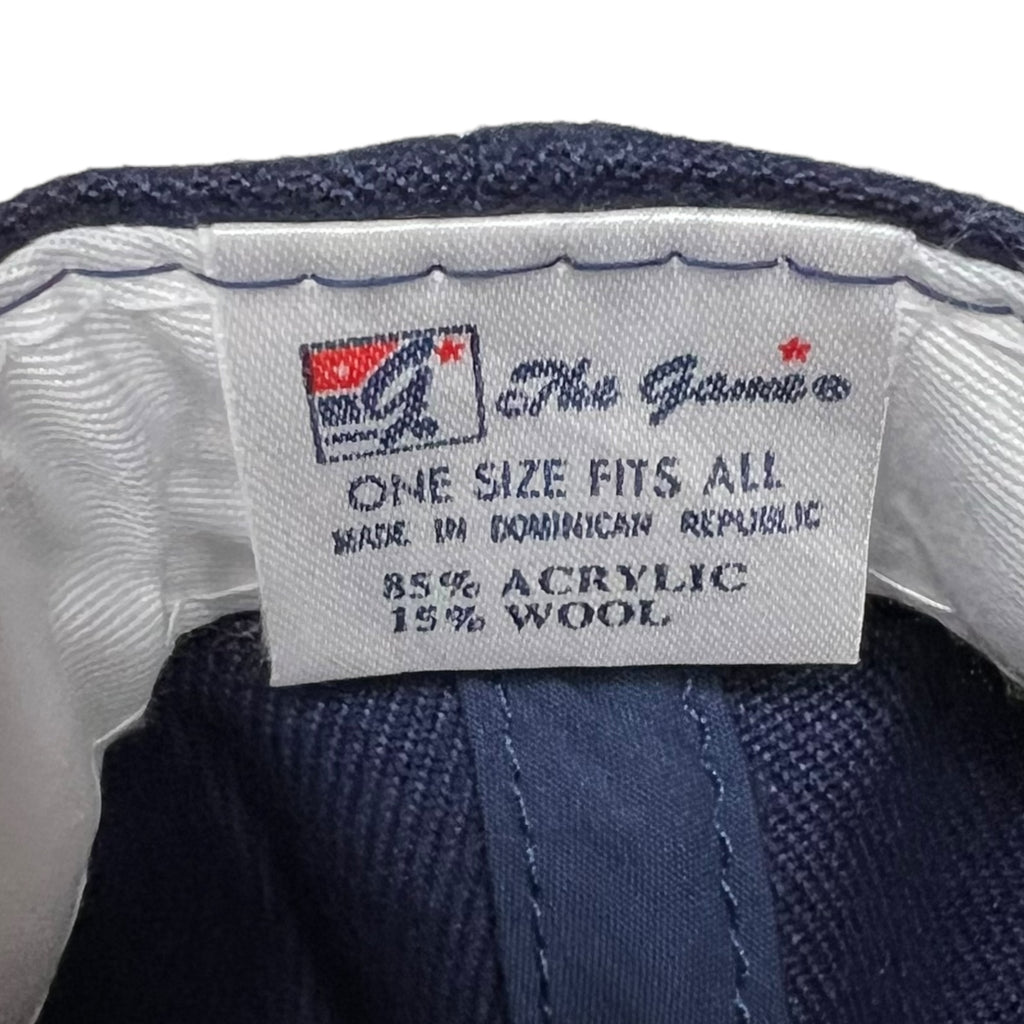 The Game®
ONE SIZE FITS ALL
MADE IN DOMINICAN REPUBLIC
85% ACRYLIC
15% WOOL